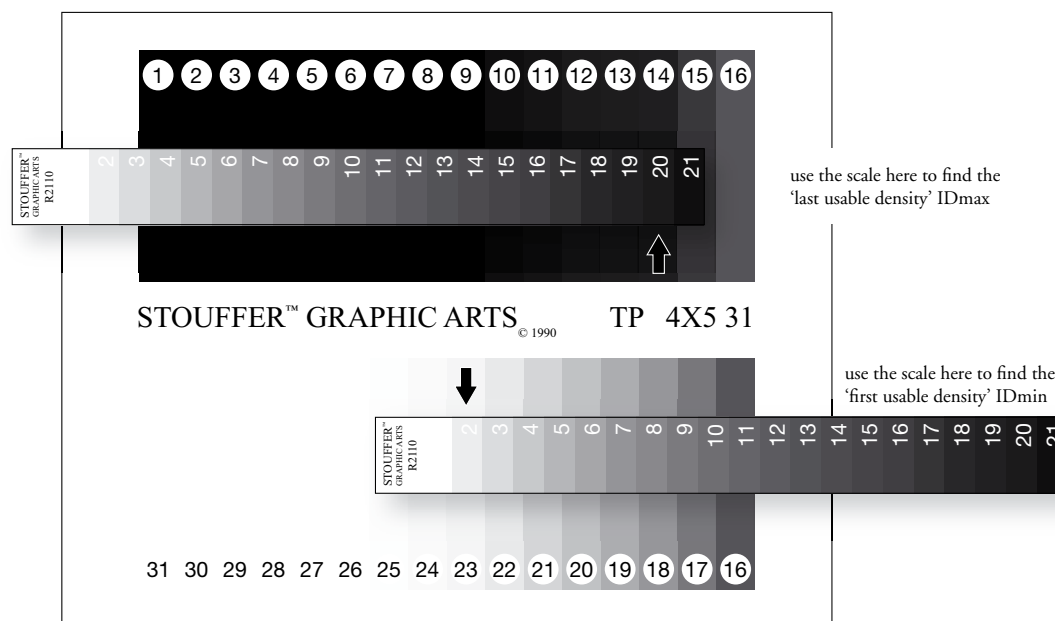 1 2 3 4 5 6 7 8 9 10 11 12 13 14 15 16
STOUFFER™
GRAPHIC ARTS
R2110
2 3 4 5 6 7 8 9 10 11 12 13 14 15 16 17 18 19 20 21
use the scale here to find the
‘last usable density’ IDmax
STOUFFER™ GRAPHIC ARTS © 1990 TP 4X5 31
use the scale here to find the
‘first usable density’ IDmin
STOUFFER™
GRAPHIC ARTS
R2110
2 3 4 5 6 7 8 9 10 11 12 13 14 15 16 17 18 19 20 21
31 30 29 28 27 26 25 24 23 22 21 20 19 18 17 16